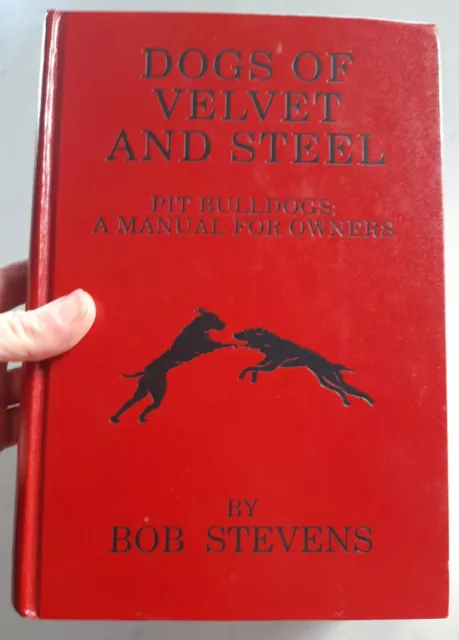 DOGS OF
VELVET
AND STEEL
PIT BULLDOGS:
A MANUAL FOR OWNERS
BY
BOB STEVENS